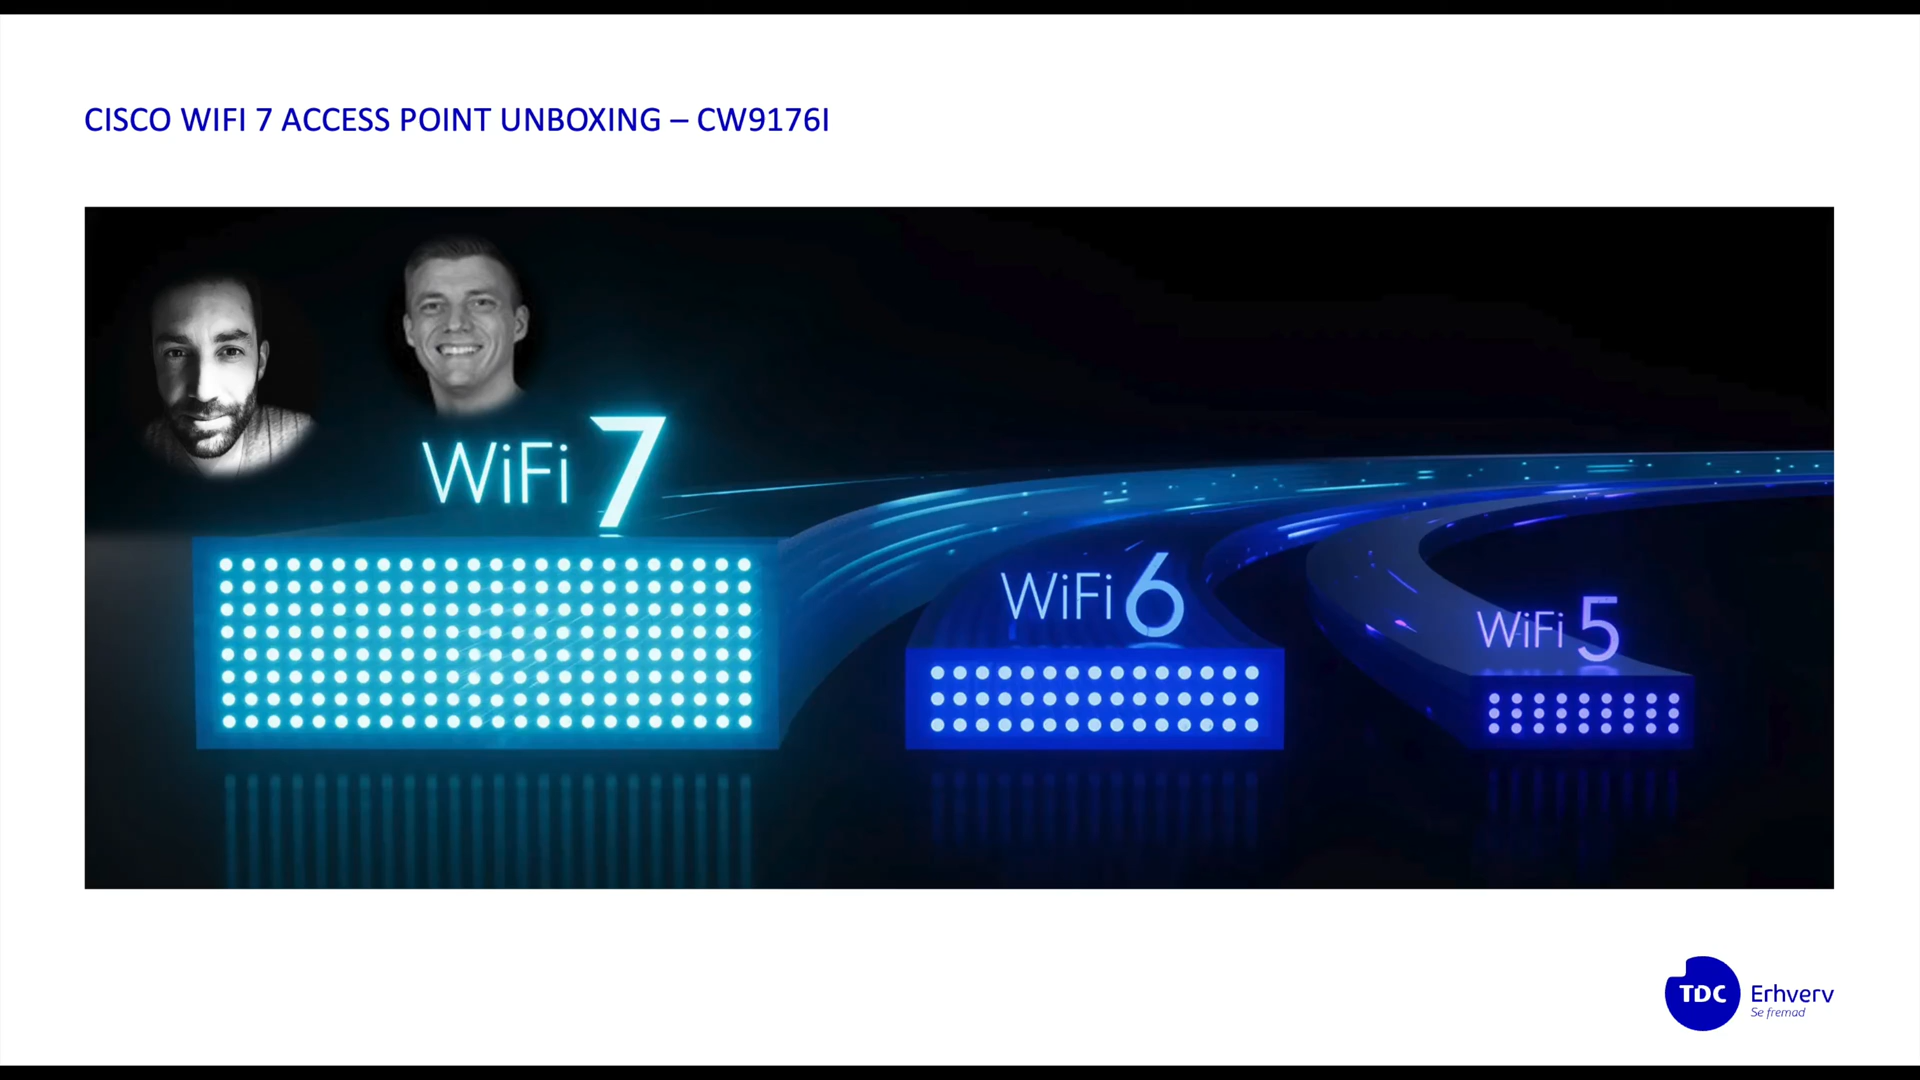 CISCO WIFI 7 ACCESS POINT UNBOXING – CW9176I
WiFi 7
WiFi 6
WiFi 5
TDC Erhverv
Se fremad